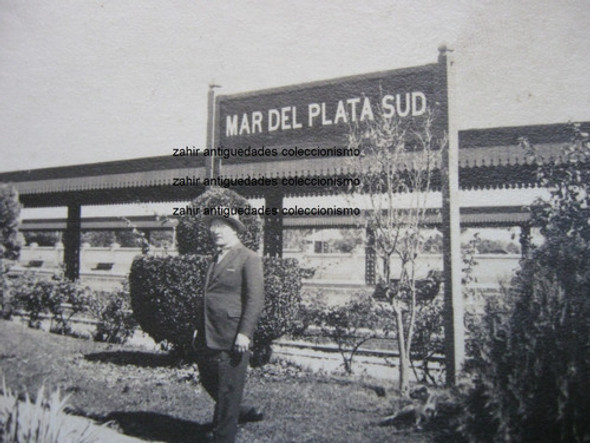 MAR DEL PLATA SUD
zahir antiguedades coleccionismo
zahir antiguedades coleccionismo
zahir antiguedades coleccionismo